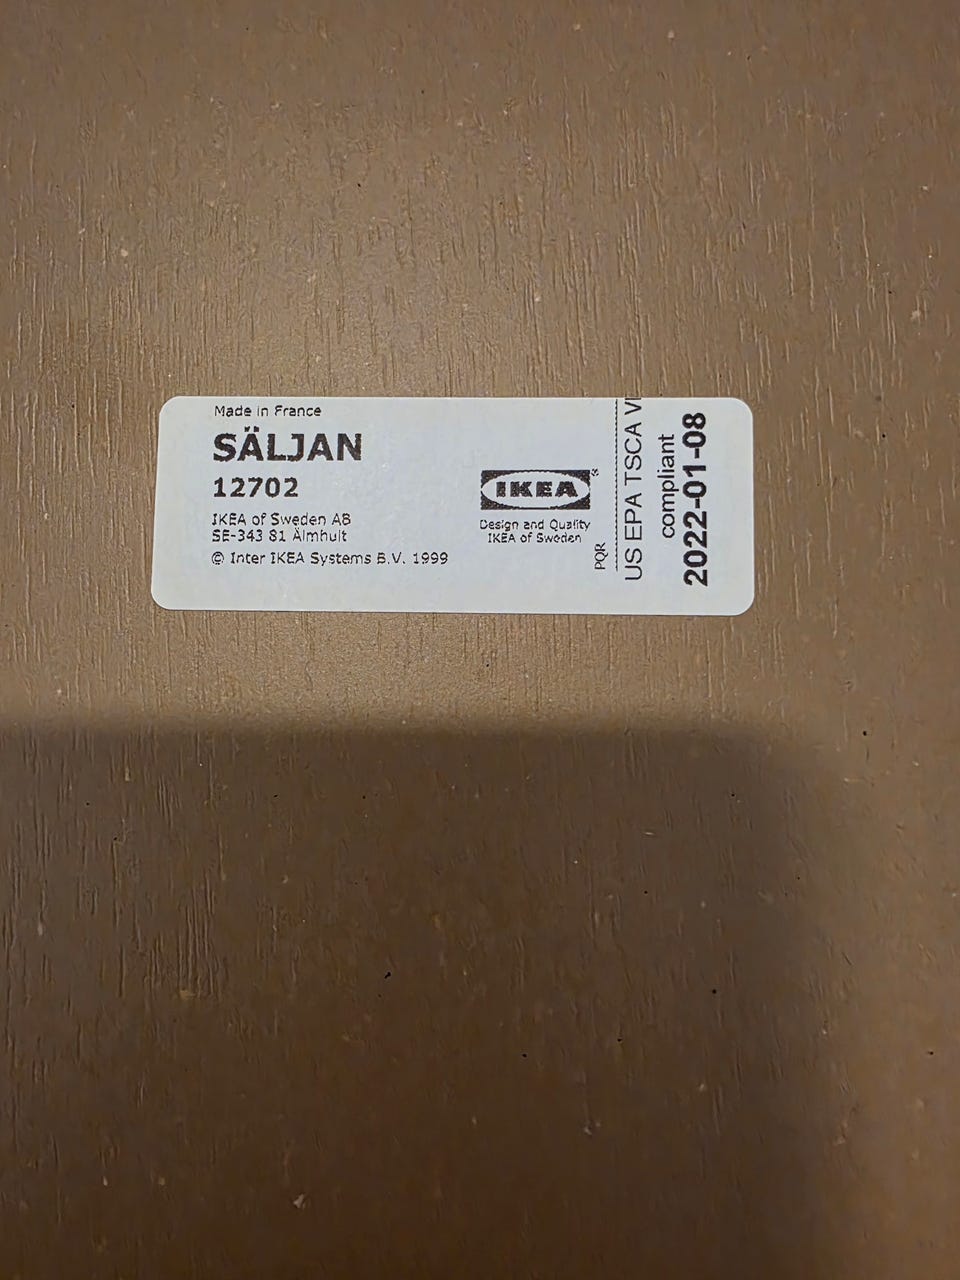 Made in France
SÄLJAN
12702
IKEA of Sweden AB
SE-343 81 Älmhult
© Inter IKEA Systems B.V. 1999
IKEA®
Design and Quality
IKEA of Sweden
PQR
US EPA TSCA VI
compliant
2022-01-08